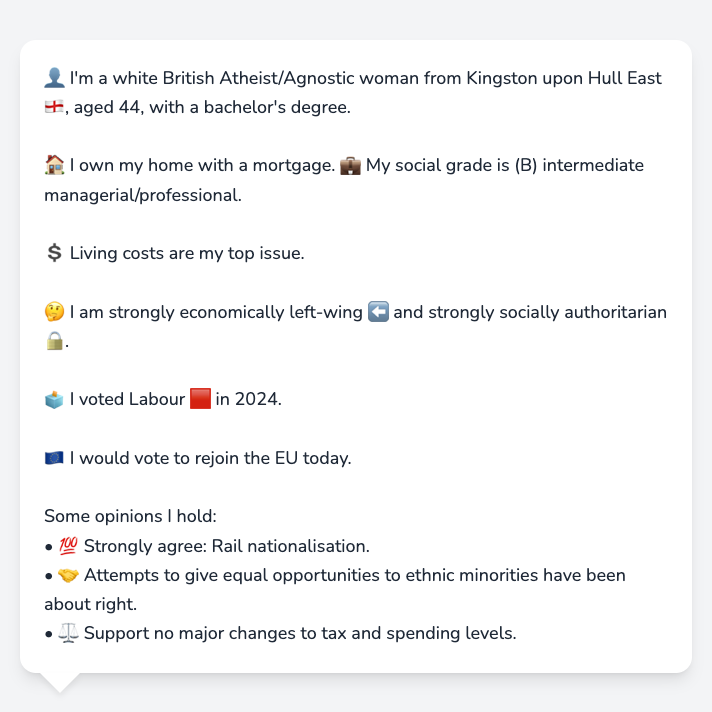 👤 I'm a white British Atheist/Agnostic woman from Kingston upon Hull East
🏴󠁧󠁢󠁥󠁮󠁧󠁿, aged 44, with a bachelor's degree.
🏠 I own my home with a mortgage. 💼 My social grade is (B) intermediate
managerial/professional.
💲 Living costs are my top issue.
🤔 I am strongly economically left-wing ⬅️ and strongly socially authoritarian
🔒.
🗳️ I voted Labour 🟥 in 2024.
🇪🇺 I would vote to rejoin the EU today.
Some opinions I hold:
• 💯 Strongly agree: Rail nationalisation.
• 🤝 Attempts to give equal opportunities to ethnic minorities have been
about right.
• ⚖️ Support no major changes to tax and spending levels.